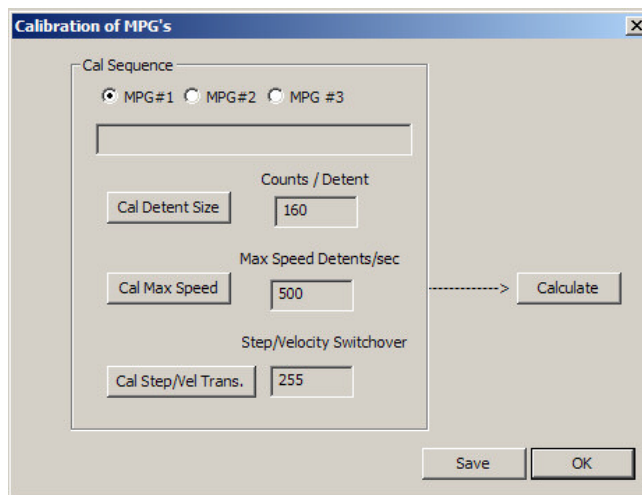 Calibration of MPG's
Cal Sequence
MPG#1 MPG#2 MPG #3
Counts / Detent
Cal Detent Size 160
Max Speed Detents/sec
Cal Max Speed 500 -------------> Calculate
Step/Velocity Switchover
Cal Step/Vel Trans. 255
Save OK